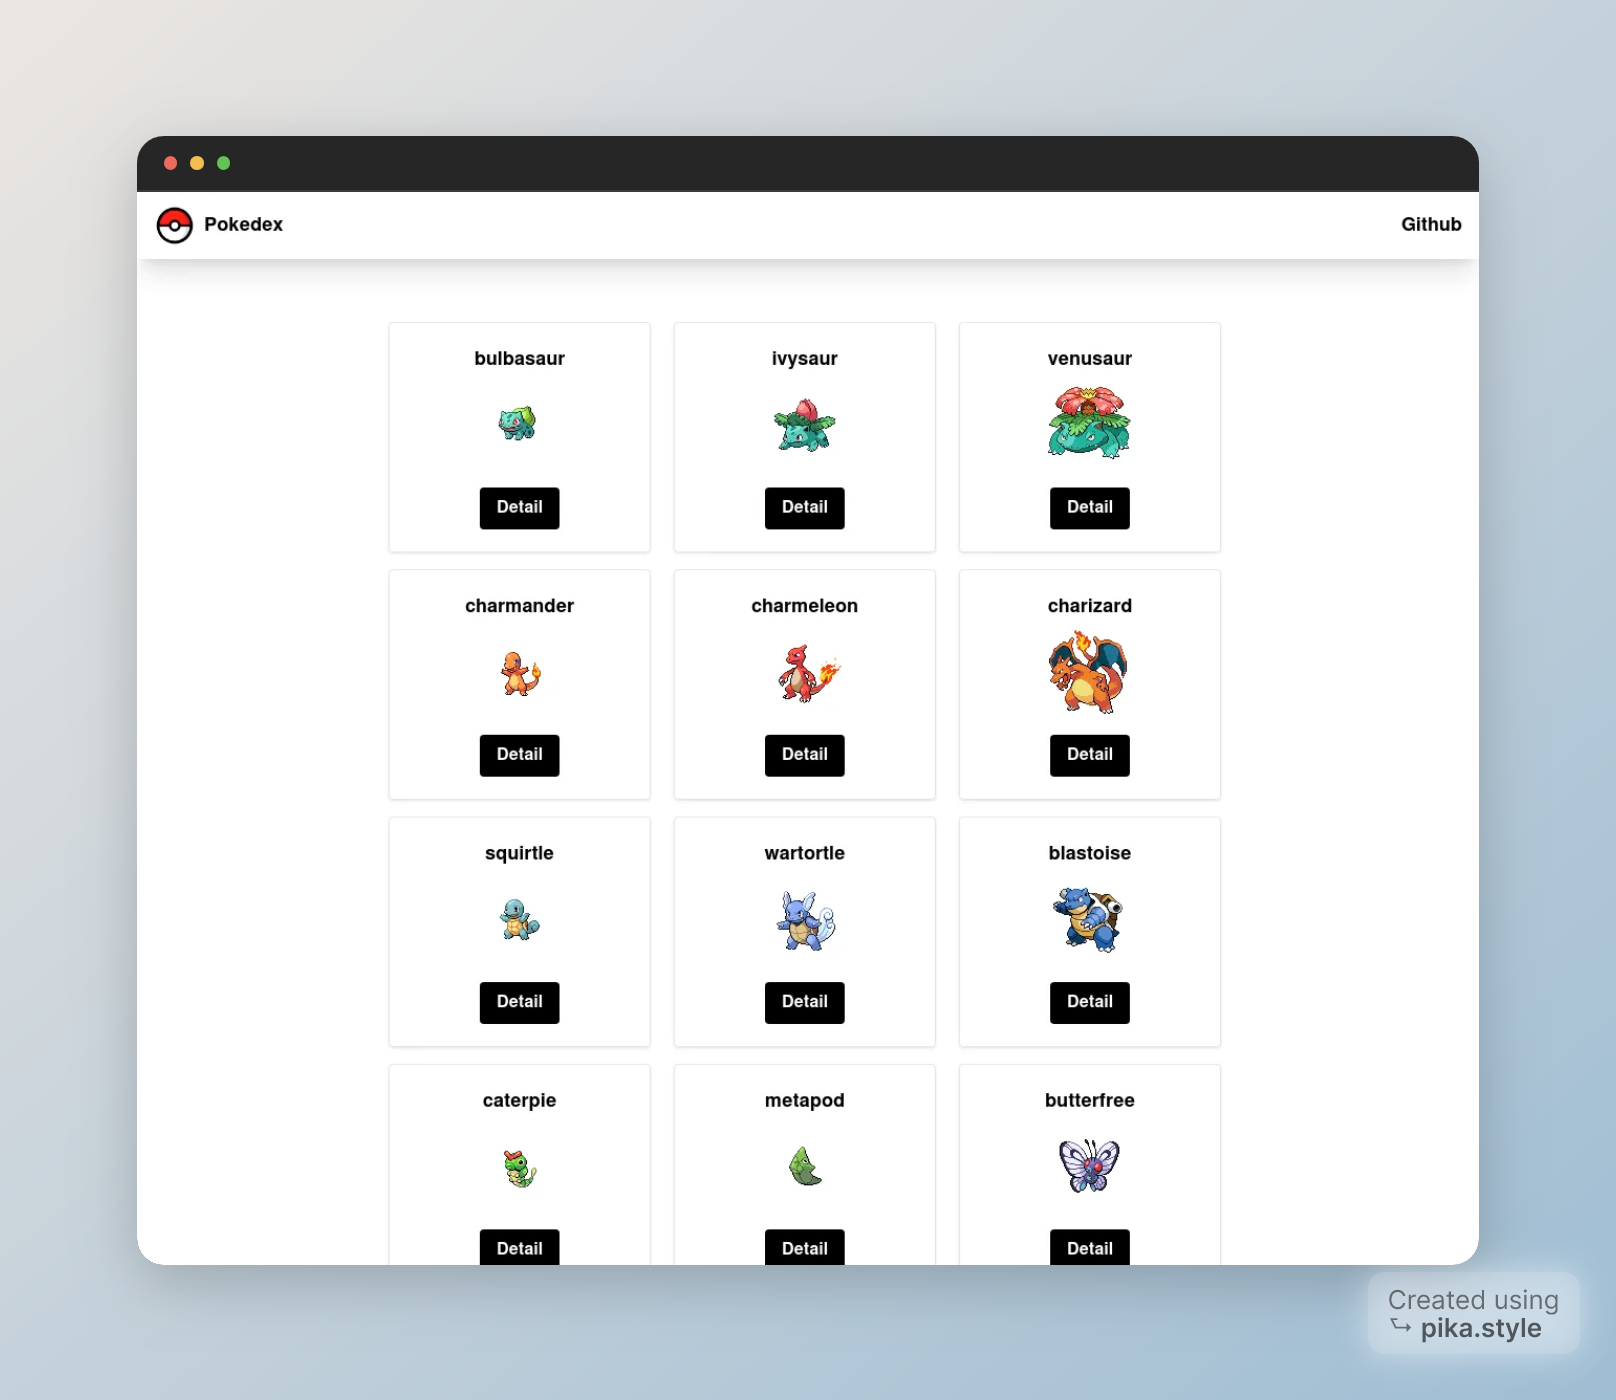 Pokedex
Github
bulbasaur
ivysaur
venusaur
Detail
Detail
Detail
charmander
charmeleon
charizard
Detail
Detail
Detail
squirtle
wartortle
blastoise
Detail
Detail
Detail
caterpie
metapod
butterfree
Detail
Detail
Detail
Created using
pika.style